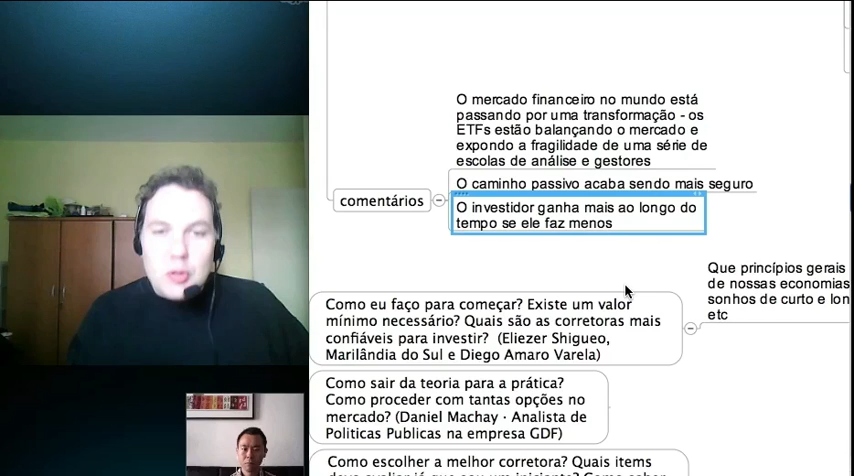 O mercado financeiro no mundo está
passando por uma transformação - os
ETFs estão balançando o mercado e
expondo a fragilidade de uma série de
escolas de análise e gestores
O caminho passivo acaba sendo mais seguro
comentários
O investidor ganha mais ao longo do
tempo se ele faz menos
Que princípios gerais
de nossas economias
sonhos de curto e lon
etc
Como eu faço para começar? Existe um valor
mínimo necessário? Quais são as corretoras mais
confiáveis para investir? (Eliezer Shigueo,
Marilândia do Sul e Diego Amaro Varela)
Como sair da teoria para a prática?
Como proceder com tantas opções no
mercado? (Daniel Machay · Analista de
Politicas Publicas na empresa GDF)
Como escolher a melhor corretora? Quais items